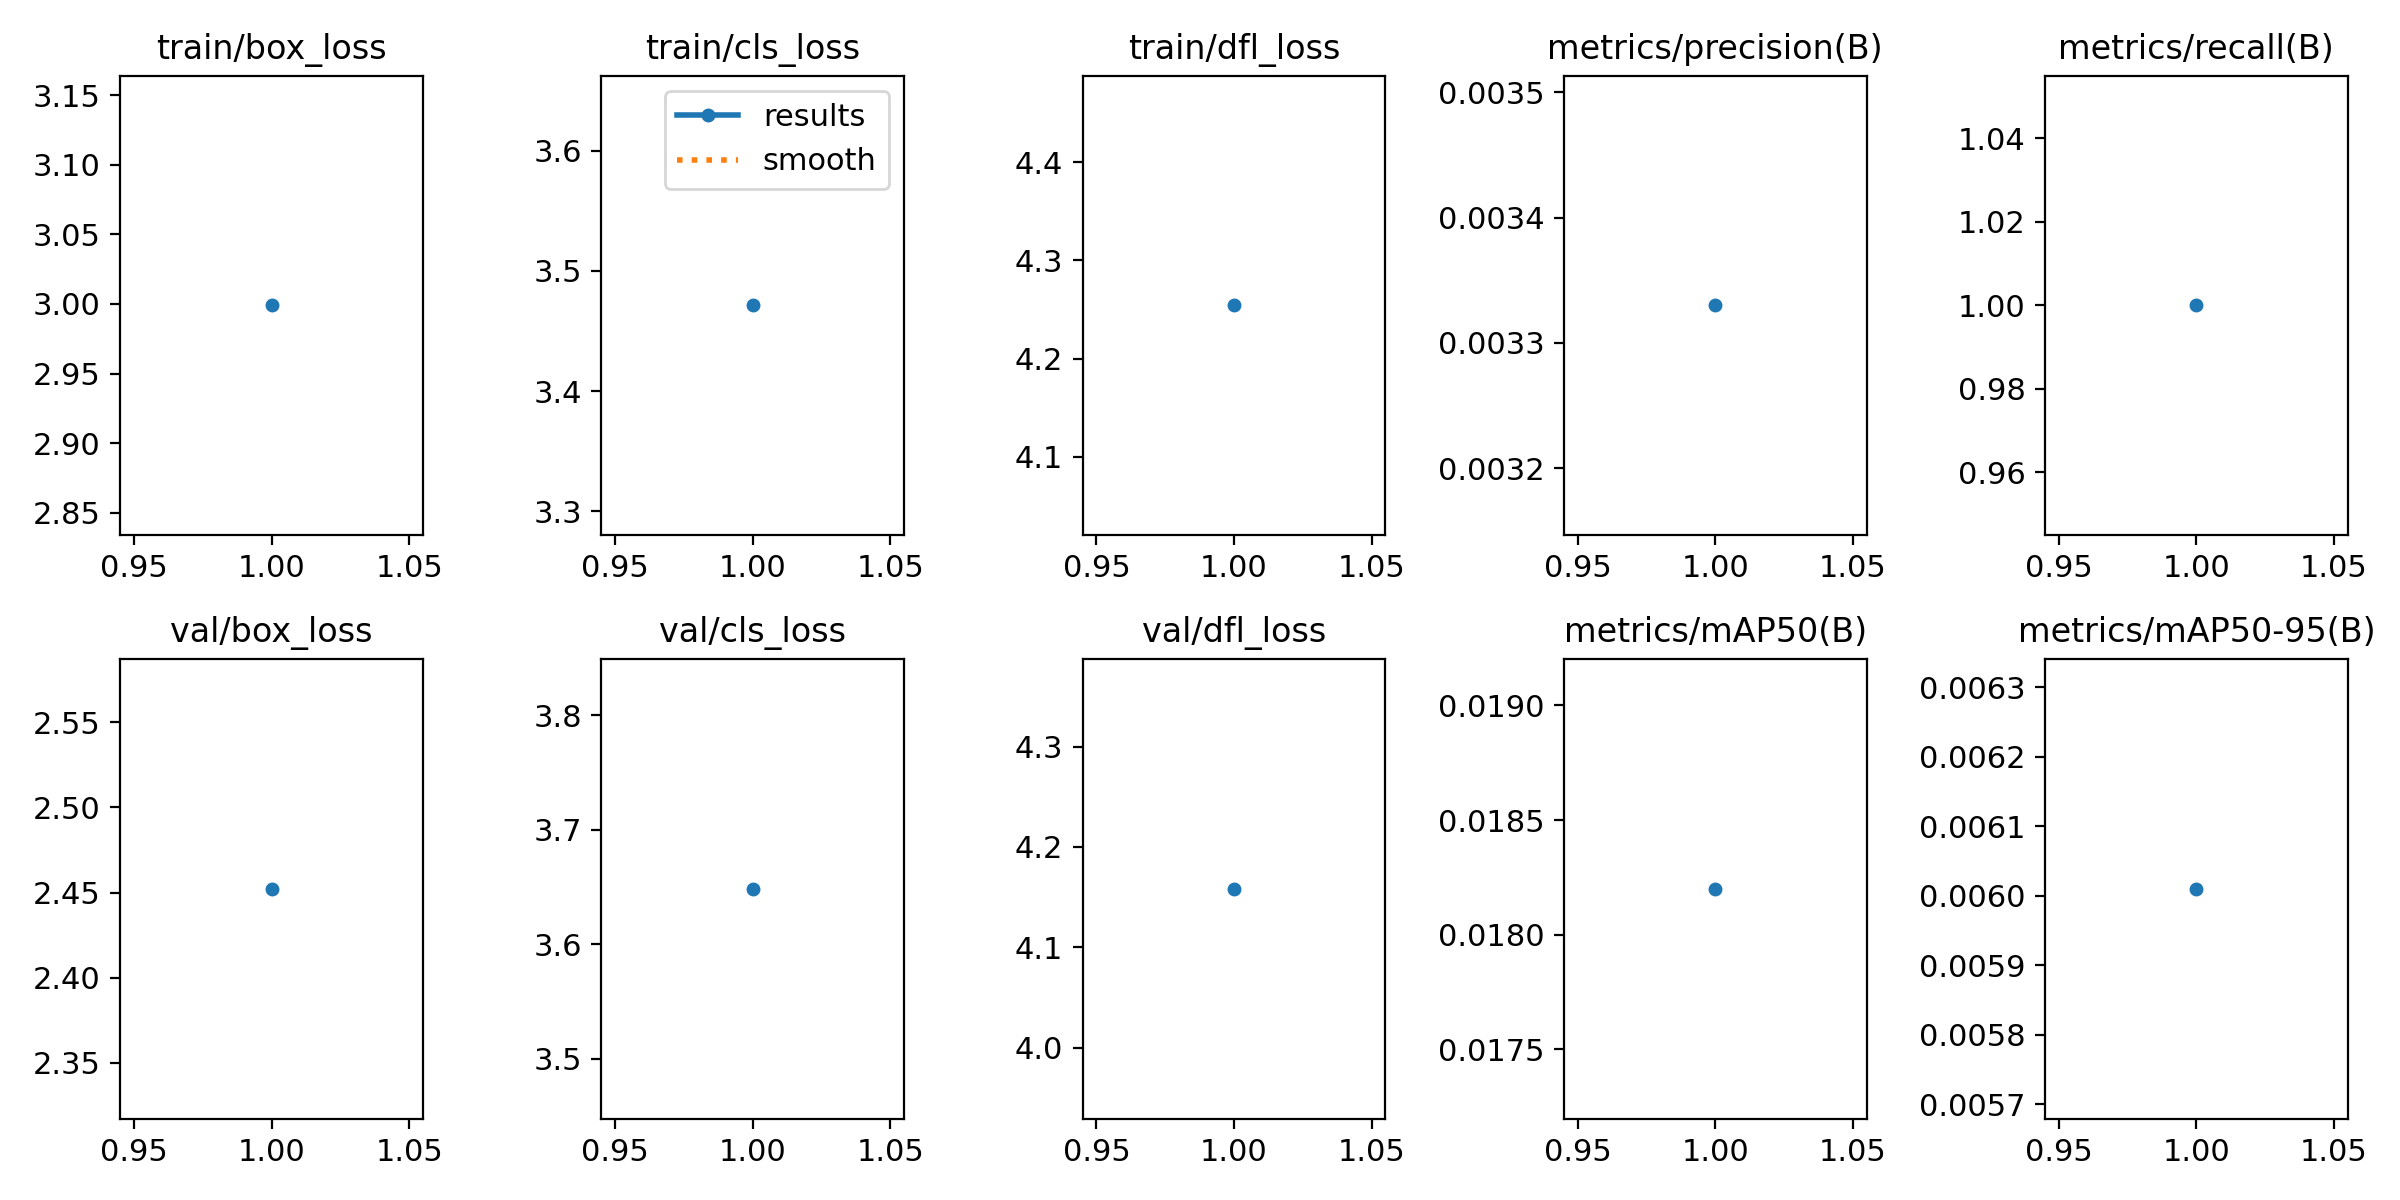 train/box_loss
3.15
3.10
3.05
3.00
2.95
2.90
2.85
0.95 1.00 1.05
train/cls_loss
results
smooth
3.6
3.5
3.4
3.3
0.95 1.00 1.05
train/dfl_loss
4.4
4.3
4.2
4.1
0.95 1.00 1.05
metrics/precision(B)
0.0035
0.0034
0.0033
0.0032
0.95 1.00 1.05
metrics/recall(B)
1.04
1.02
1.00
0.98
0.96
0.95 1.00 1.05
val/box_loss
2.55
2.50
2.45
2.40
2.35
0.95 1.00 1.05
val/cls_loss
3.8
3.7
3.6
3.5
0.95 1.00 1.05
val/dfl_loss
4.3
4.2
4.1
4.0
0.95 1.00 1.05
metrics/mAP50(B)
0.0190
0.0185
0.0180
0.0175
0.95 1.00 1.05
metrics/mAP50-95(B)
0.0063
0.0062
0.0061
0.0060
0.0059
0.0058
0.0057
0.95 1.00 1.05